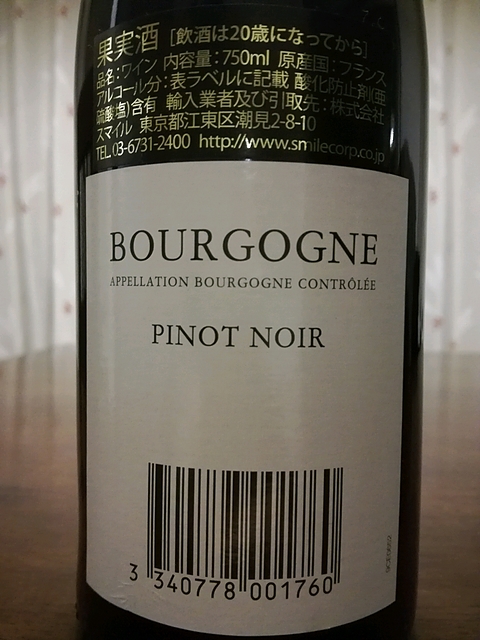 果実酒 [飲酒は20歳になってから]
品名:ワイン 内容量:750ml 原産国:フランス
アルコール分:表ラベルに記載 酸化防止剤(亜
硫酸塩)含有 輸入業者及び引取先:株式会社
スマイル 東京都江東区潮見2-8-10
TEL.03-6731-2400 http://www.smilecorp.co.jp
BOURGOGNE
APPELLATION BOURGOGNE CONTRÔLÉE
PINOT NOIR
3 340778 001760